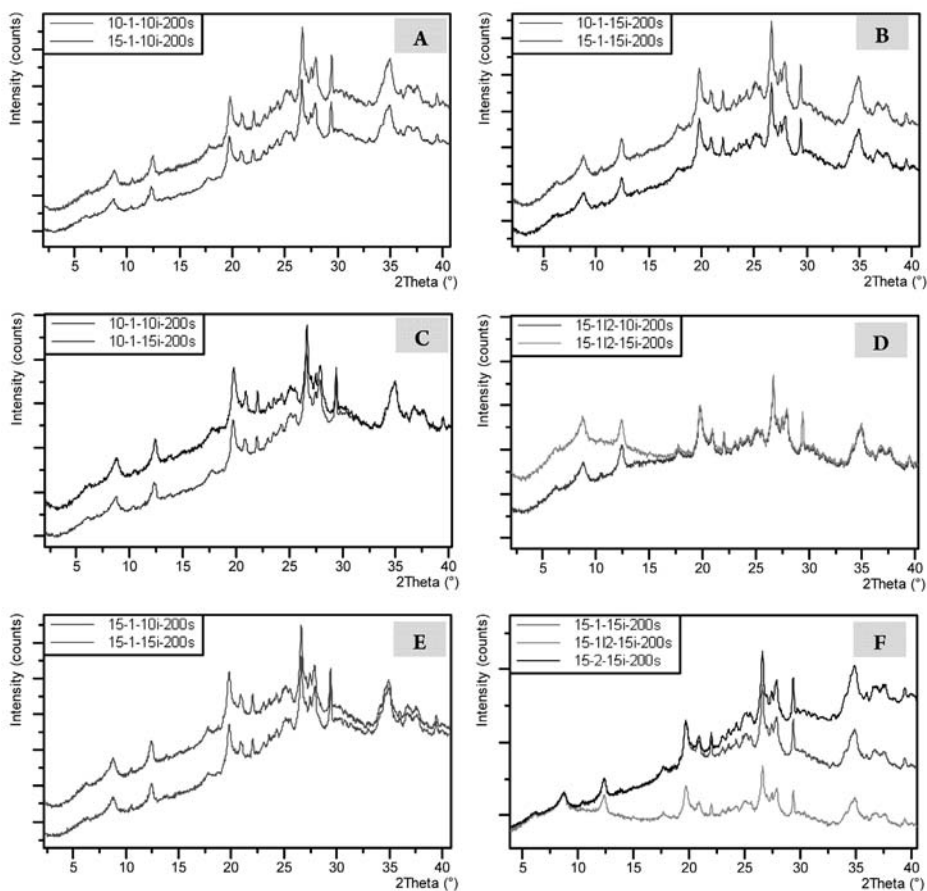 10-1-10i-200s
15-1-10i-200s
A
Intensity (counts)
5 10 15 20 25 30 35 40
2Theta (°)
10-1-15i-200s
15-1-15i-200s
B
Intensity (counts)
5 10 15 20 25 30 35 40
2Theta (°)
10-1-10i-200s
10-1-15i-200s
C
Intensity (counts)
5 10 15 20 25 30 35 40
2Theta (°)
15-1|2-10i-200s
15-1|2-15i-200s
D
Intensity (counts)
5 10 15 20 25 30 35 40
2Theta (°)
15-1-10i-200s
15-1-15i-200s
E
Intensity (counts)
5 10 15 20 25 30 35 40
2Theta (°)
15-1-15i-200s
15-1|2-15i-200s
15-2-15i-200s
F
Intensity (counts)
5 10 15 20 25 30 35 40
2Theta (°)